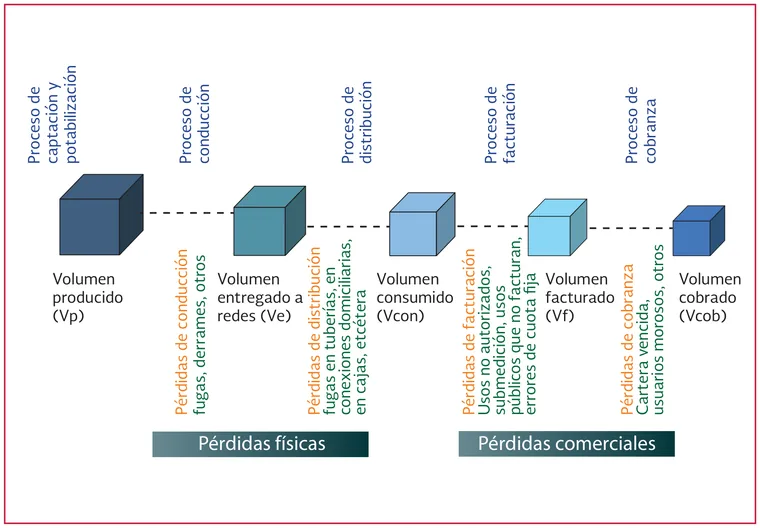 Proceso de
captación y
potabilización
Proceso de
conducción
Proceso de
distribución
Proceso de
facturación
Proceso de
cobranza
Volumen
producido
(Vp)
Pérdidas de conducción
fugas, derrames, otros
Volumen
entregado a
redes (Ve)
Pérdidas de distribución
fugas en tuberías, en
conexiones domiciliarias,
en cajas, etcétera
Volumen
consumido
(Vcon)
Pérdidas de facturación
Usos no autorizados,
submedición, usos
públicos que no facturan,
errores de cuota fija
Volumen
facturado
(Vf)
Pérdidas de cobranza
Cartera vencida,
usuarios morosos, otros
Volumen
cobrado
(Vcob)
Pérdidas físicas
Pérdidas comerciales